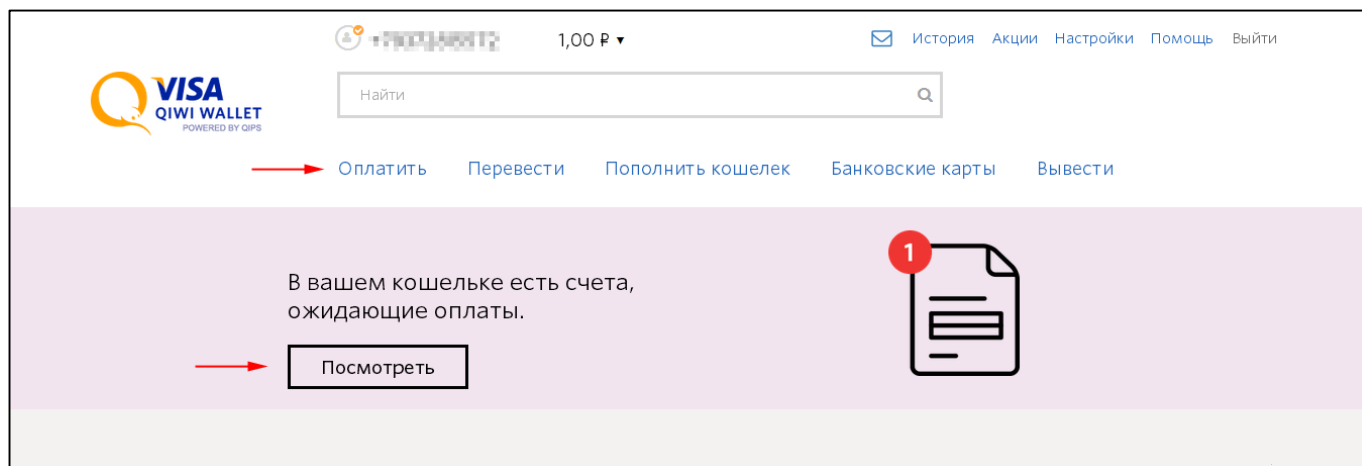 1,00 ₽ ▾
История Акции Настройки Помощь Выйти
VISA
QIWI WALLET
POWERED BY QIPS
Найти
Оплатить Перевести Пополнить кошелек Банковские карты Вывести
1
В вашем кошельке есть счета,
ожидающие оплаты.
Посмотреть